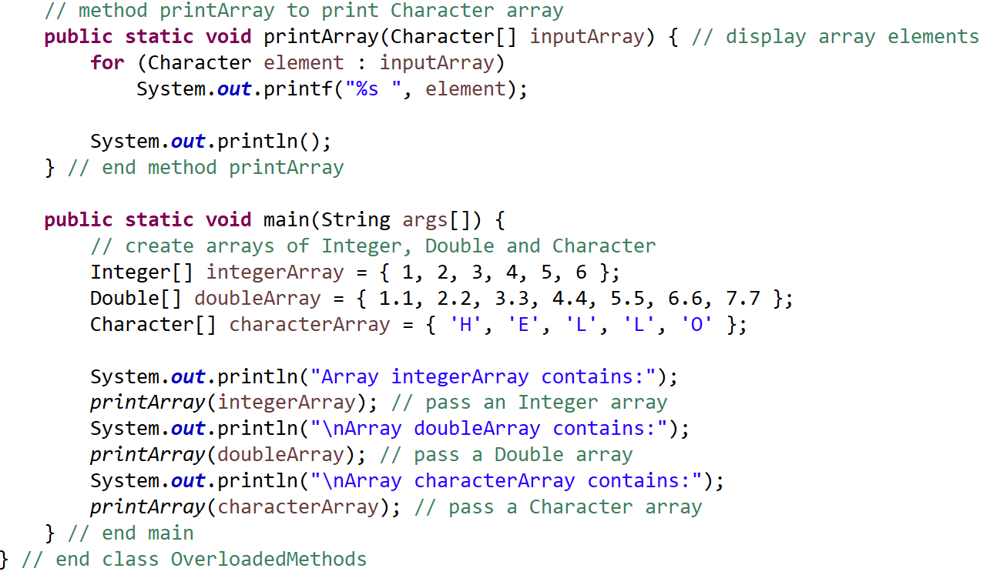 // method printArray to print Character array
public static void printArray(Character[] inputArray) { // display array elements
for (Character element : inputArray)
System.out.printf("%s ", element);
System.out.println();
} // end method printArray
public static void main(String args[]) {
// create arrays of Integer, Double and Character
Integer[] integerArray = { 1, 2, 3, 4, 5, 6 };
Double[] doubleArray = { 1.1, 2.2, 3.3, 4.4, 5.5, 6.6, 7.7 };
Character[] characterArray = { 'H', 'E', 'L', 'L', 'O' };
System.out.println("Array integerArray contains:");
printArray(integerArray); // pass an Integer array
System.out.println("\nArray doubleArray contains:");
printArray(doubleArray); // pass a Double array
System.out.println("\nArray characterArray contains:");
printArray(characterArray); // pass a Character array
} // end main
} // end class OverloadedMethods